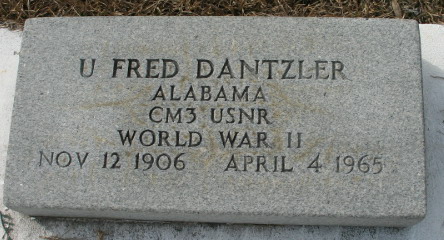 U FRED DANTZLER
ALABAMA
CM3 USNR
WORLD WAR II
NOV 12 1906 APRIL 4 1965